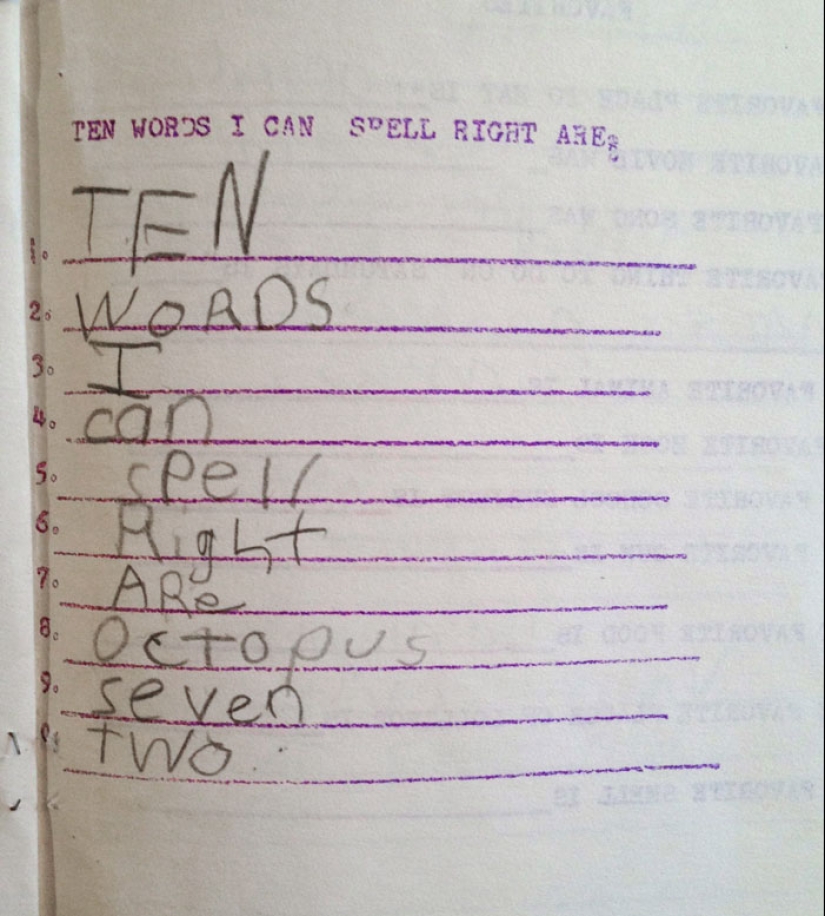 TEN WORDS I CAN SPELL RIGHT ARE:
1. TEN
2. WORDS
3. I
4. can
5. spell
6. Right
7. ARe
8. Octopus
9. seven
two